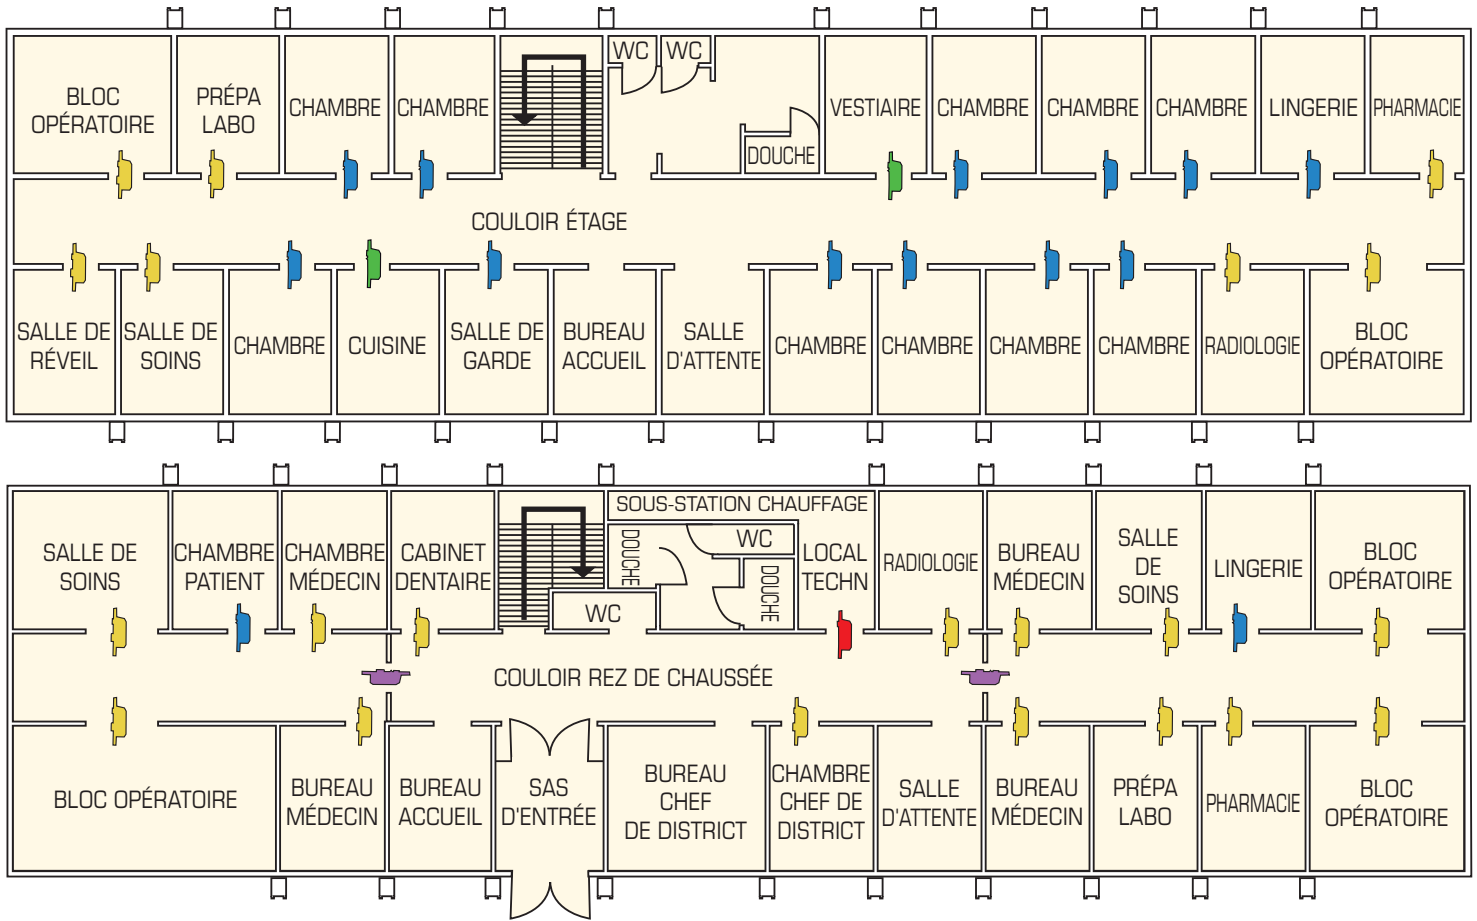 WC
WC
BLOC
OPÉRATOIRE
PRÉPA
LABO
CHAMBRE
CHAMBRE
VESTIAIRE
CHAMBRE
CHAMBRE
CHAMBRE
LINGERIE
PHARMACIE
DOUCHE
COULOIR ÉTAGE
SALLE DE
RÉVEIL
SALLE DE
SOINS
CHAMBRE
CUISINE
SALLE DE
GARDE
BUREAU
ACCUEIL
SALLE
D'ATTENTE
CHAMBRE
CHAMBRE
CHAMBRE
CHAMBRE
RADIOLOGIE
BLOC
OPÉRATOIRE
SOUS-STATION CHAUFFAGE
SALLE DE
SOINS
CHAMBRE
PATIENT
CHAMBRE
MÉDECIN
CABINET
DENTAIRE
DOUCHE
WC
WC
DOUCHE
LOCAL
TECHN
RADIOLOGIE
BUREAU
MÉDECIN
SALLE
DE
SOINS
LINGERIE
BLOC
OPÉRATOIRE
COULOIR REZ DE CHAUSSÉE
BLOC OPÉRATOIRE
BUREAU
MÉDECIN
BUREAU
ACCUEIL
SAS
D'ENTRÉE
BUREAU
CHEF
DE DISTRICT
CHAMBRE
CHEF DE
DISTRICT
SALLE
D'ATTENTE
BUREAU
MÉDECIN
PRÉPA
LABO
PHARMACIE
BLOC
OPÉRATOIRE